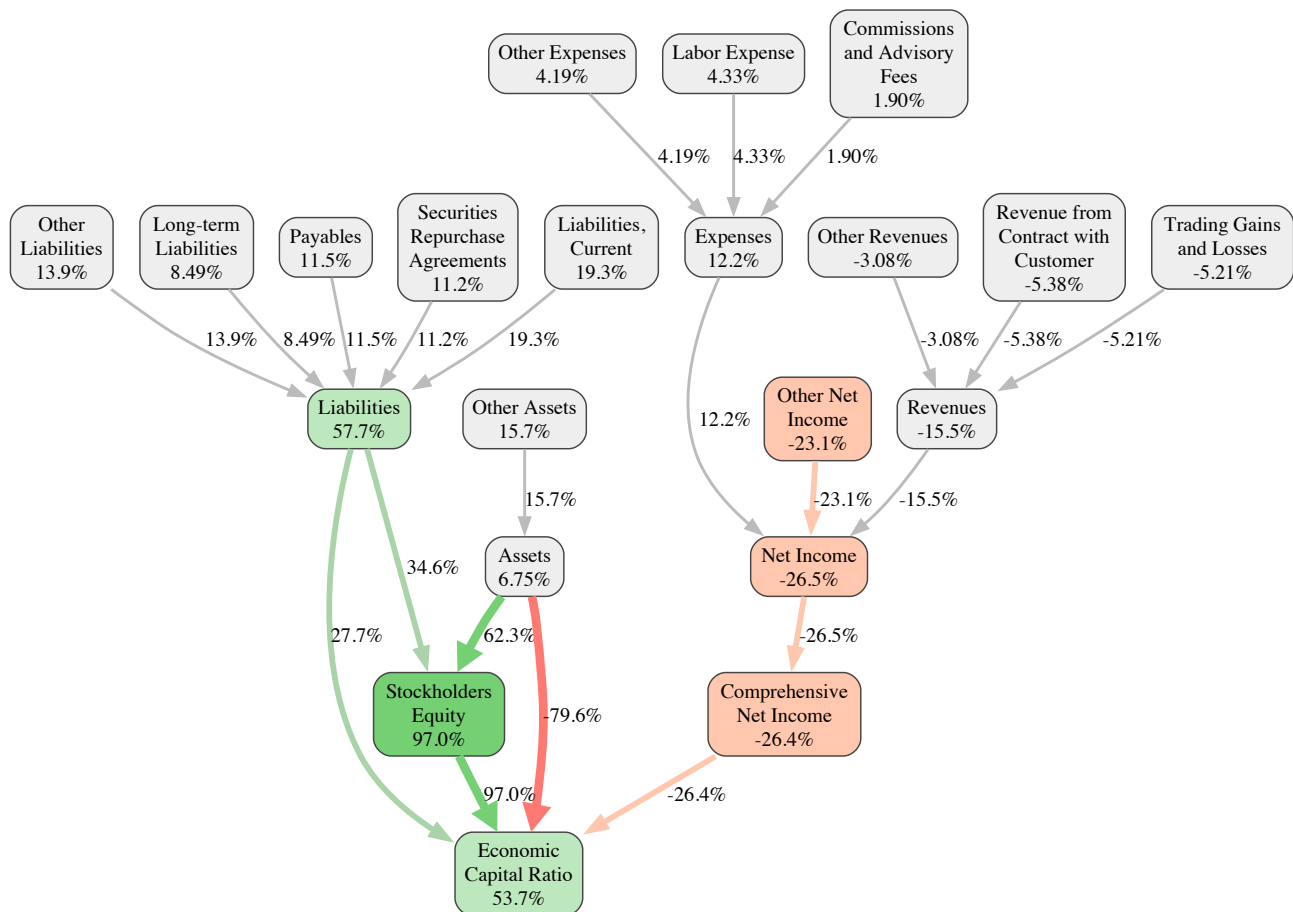 Other Expenses
4.19%
Labor Expense
4.33%
Commissions
and Advisory
Fees
1.90%
4.19%
4.33%
1.90%
Other
Liabilities
13.9%
Long-term
Liabilities
8.49%
Payables
11.5%
Securities
Repurchase
Agreements
11.2%
Liabilities,
Current
19.3%
Expenses
12.2%
Other Revenues
-3.08%
Revenue from
Contract with
Customer
-5.38%
Trading Gains
and Losses
-5.21%
13.9%
8.49%
11.5%
11.2%
19.3%
-3.08%
-5.38%
-5.21%
Liabilities
57.7%
Other Assets
15.7%
12.2%
Other Net
Income
-23.1%
Revenues
-15.5%
15.7%
-23.1%
-15.5%
Assets
6.75%
Net Income
-26.5%
34.6%
27.7%
62.3%
-26.5%
Stockholders
Equity
97.0%
-79.6%
Comprehensive
Net Income
-26.4%
97.0%
-26.4%
Economic
Capital Ratio
53.7%